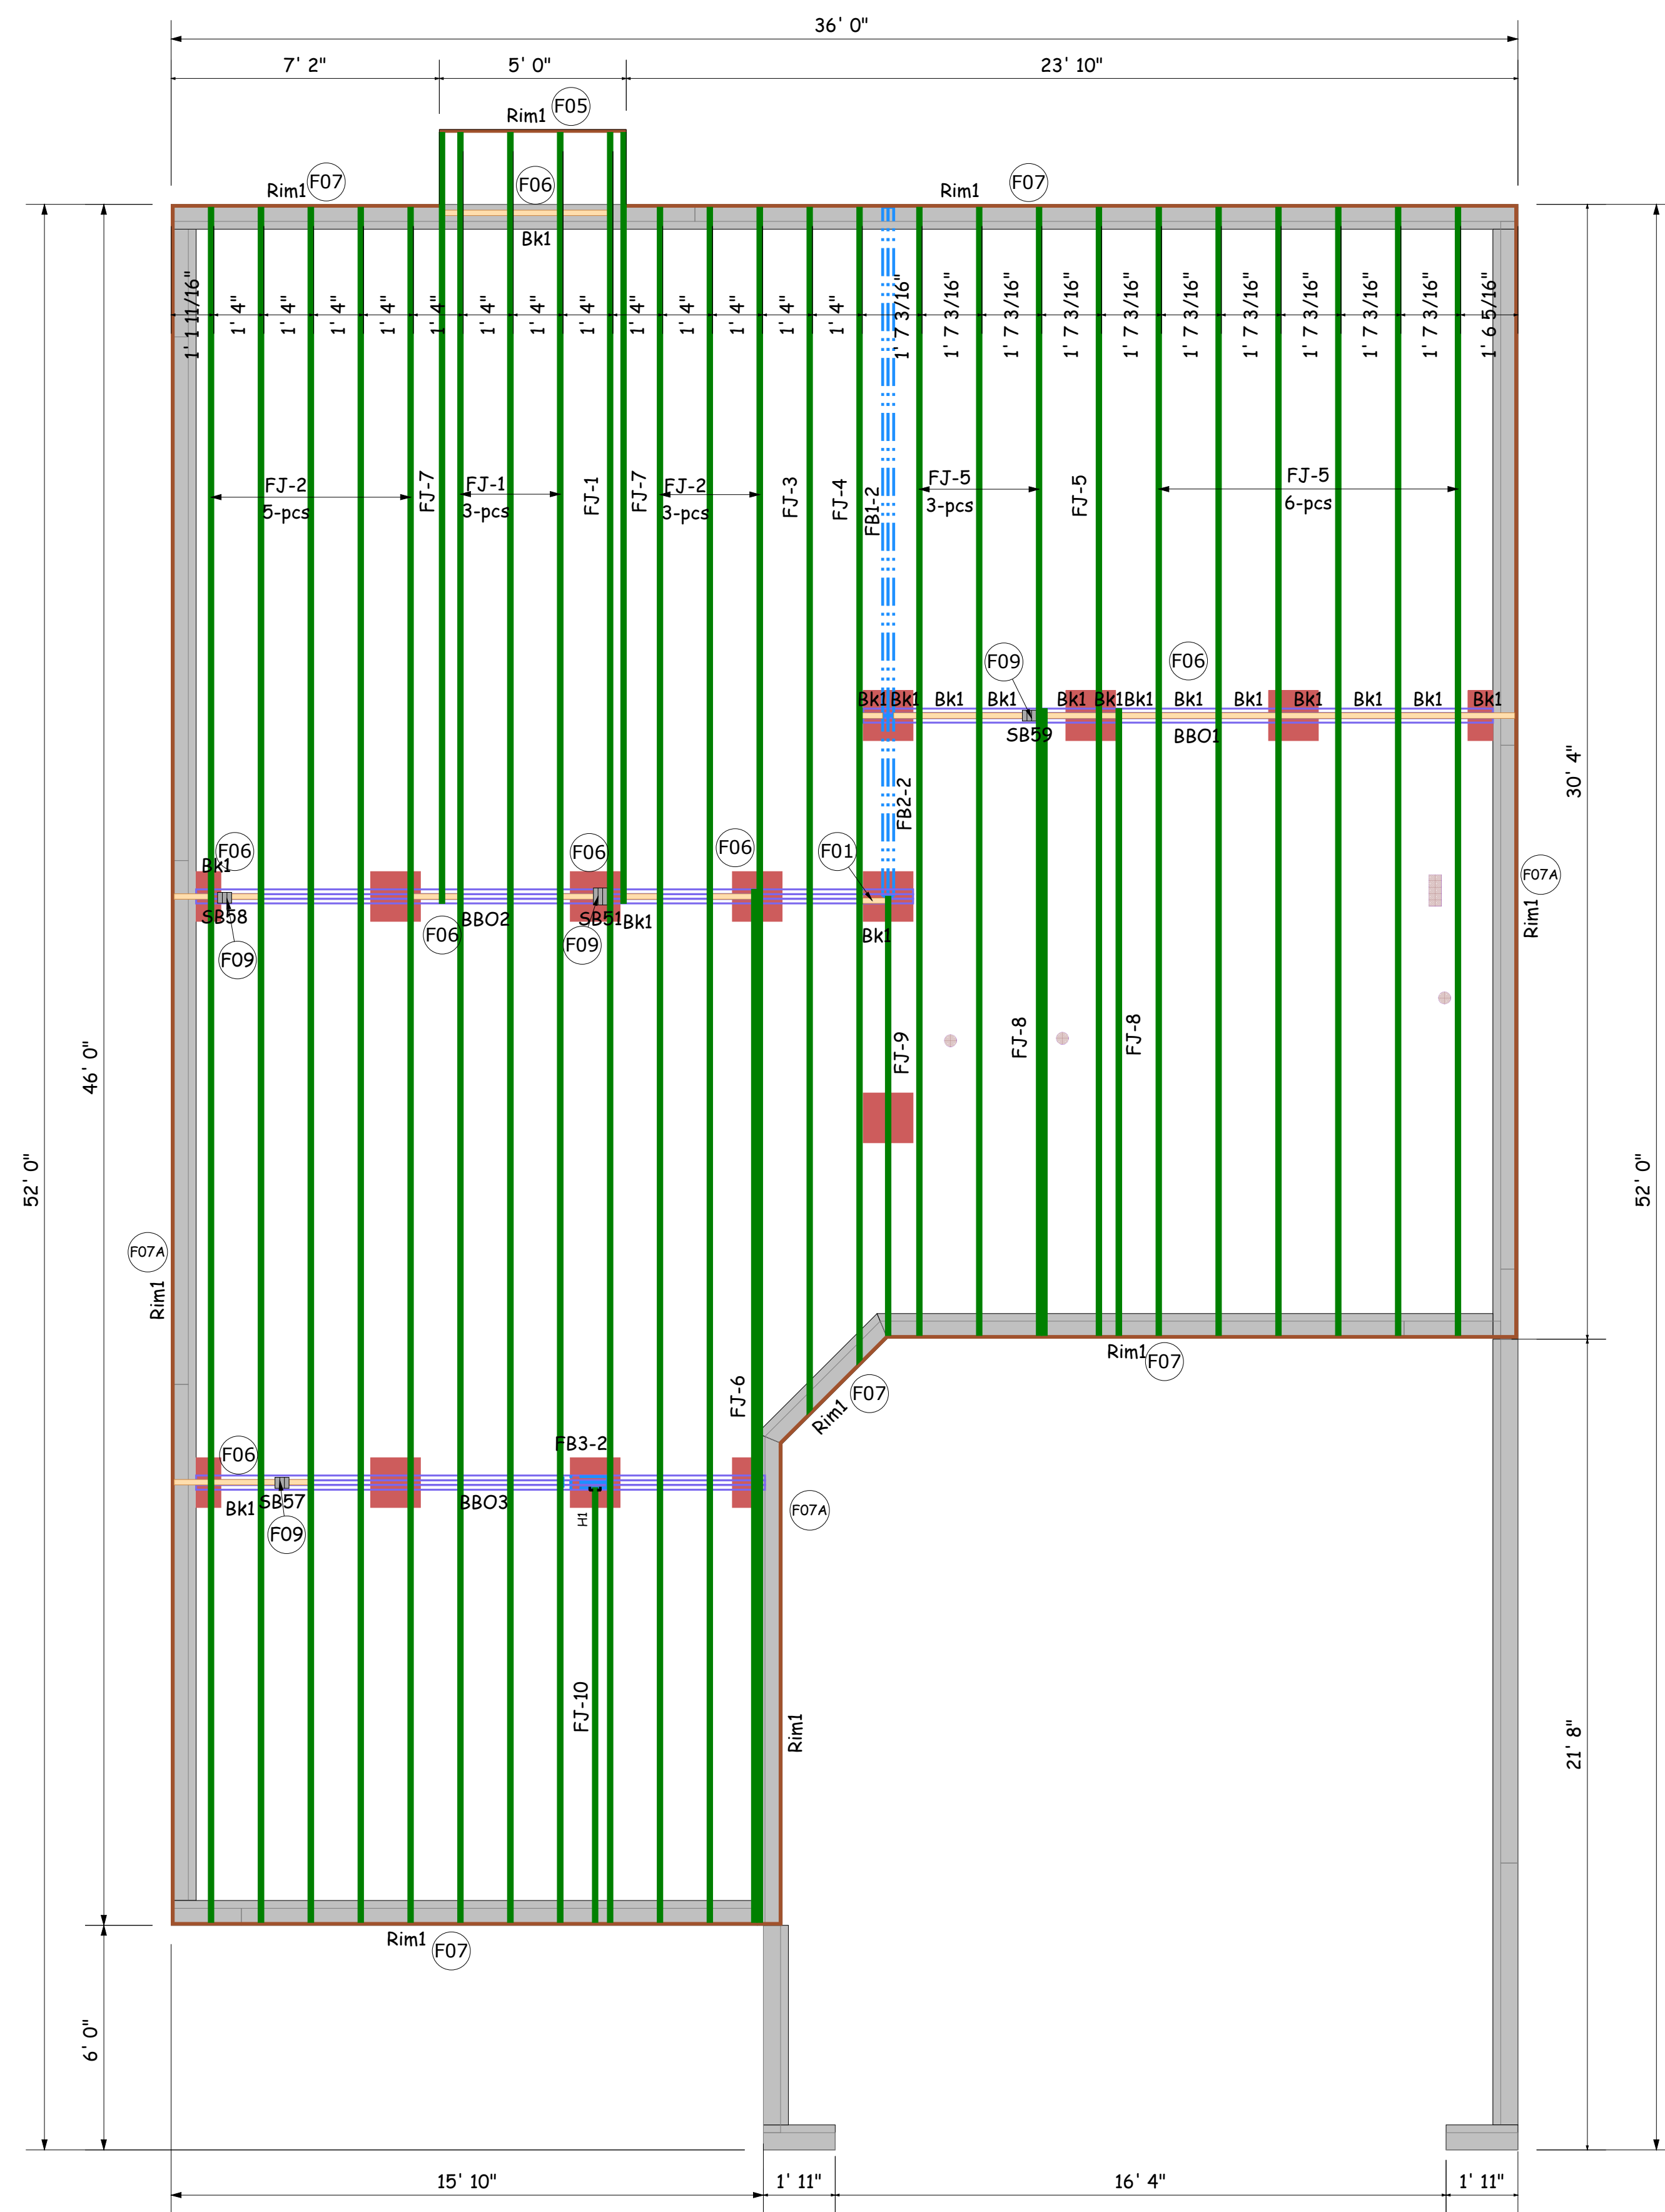 36' 0"
7' 2"
5' 0"
23' 10"
Rim1
F05
Rim1
F07
F06
Rim1
F07
Bk1
1' 1 11/16"
1' 4"
1' 4"
1' 4"
1' 4"
1' 4"
1' 4"
1' 4"
1' 4"
1' 4"
1' 4"
1' 4"
1' 4"
1' 4"
1' 7 3/16"
1' 7 3/16"
1' 7 3/16"
1' 7 3/16"
1' 7 3/16"
1' 7 3/16"
1' 7 3/16"
1' 7 3/16"
1' 7 3/16"
1' 7 3/16"
1' 6 5/16"
FJ-2
5-pcs
FJ-7
FJ-1
3-pcs
FJ-1
FJ-7
FJ-2
3-pcs
FJ-3
FJ-4
FB1-2
FJ-5
3-pcs
FJ-5
FJ-5
6-pcs
F09
F06
Bk1
Bk1
Bk1
Bk1
Bk1
Bk1
Bk1
Bk1
Bk1
Bk1
Bk1
Bk1
Bk1
SB59
BBO1
30' 4"
FB2-2
F06
Bk1
F06
F06
F01
F07A
Rim1
SB58
BBO2
SB51
Bk1
Bk1
F06
F09
F09
46' 0"
52' 0"
52' 0"
FJ-9
FJ-8
FJ-8
F07A
Rim1
Rim1
F07
F07
Rim1
FJ-6
F06
FB3-2
Bk1
SB57
BBO3
H1
F09
F07A
FJ-10
Rim1
21' 8"
Rim1
F07
6' 0"
15' 10"
1' 11"
16' 4"
1' 11"